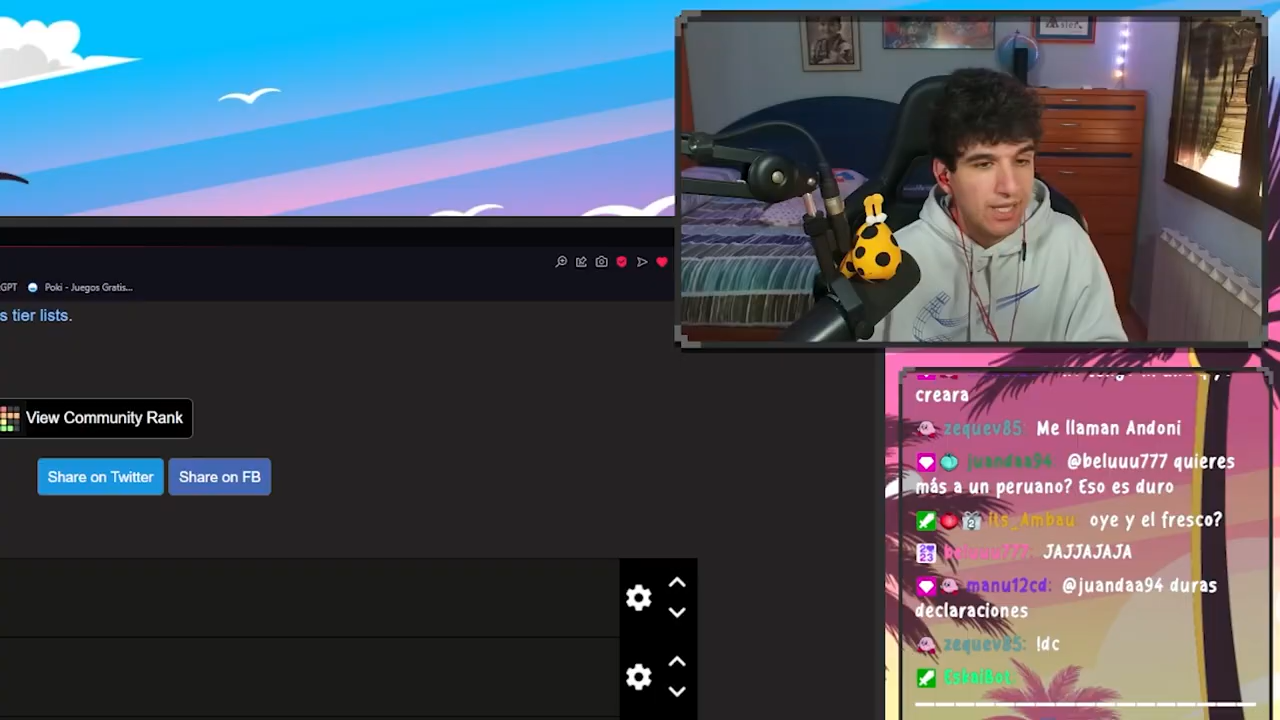 GPT
Poki - Juegos Gratis...
s tier lists.
View Community Rank
Share on Twitter
Share on FB
creara
zequev85: Me llaman Andoni
juandaa94: @beluuu777 quieres
más a un peruano? Eso es duro
its_Ambau: oye y el fresco?
beluuu777: JAJJAJAJA
manu12cd: @juandaa94 duras
declaraciones
zequev85: !dc
EskaiBot: